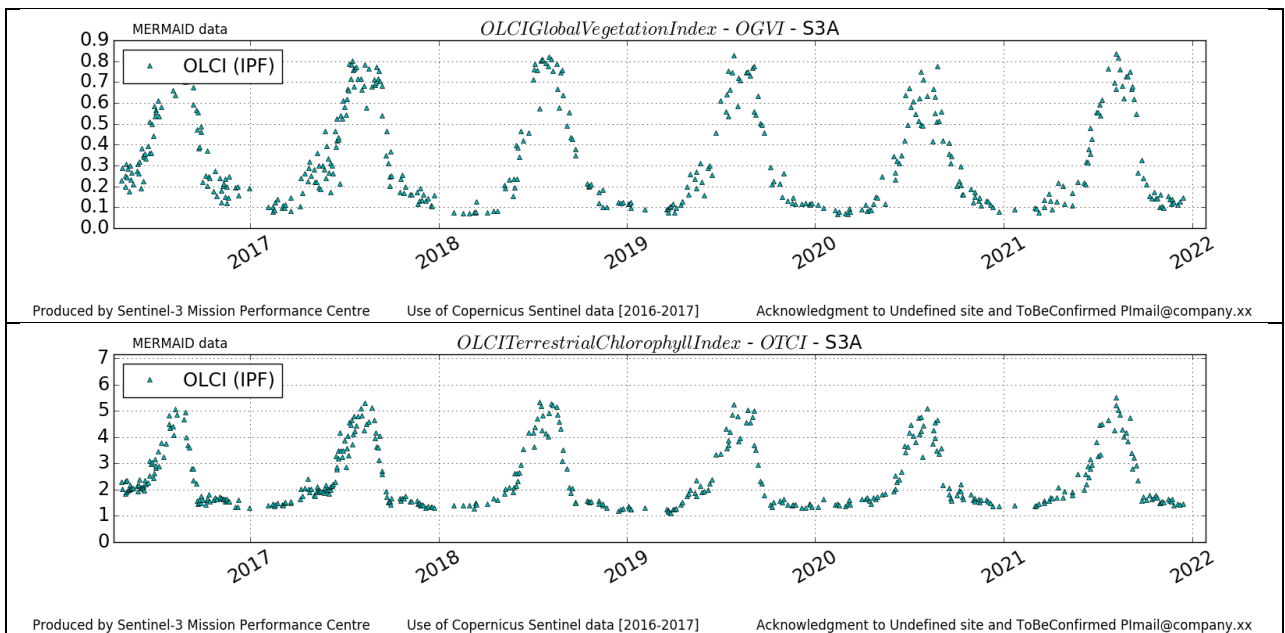 MERMAID data
OLCIGlobalVegetationIndex - OGVI - S3A
0.9
0.8
0.7
0.6
0.5
0.4
0.3
0.2
0.1
0.0
OLCI (IPF)
2017 2018 2019 2020 2021 2022
Produced by Sentinel-3 Mission Performance Centre Use of Copernicus Sentinel data [2016-2017] Acknowledgment to Undefined site and ToBeConfirmed PImail@company.xx
MERMAID data
OLCITerrestrialChlorophyllIndex - OTCI - S3A
7
6
5
4
3
2
1
0
OLCI (IPF)
2017 2018 2019 2020 2021 2022
Produced by Sentinel-3 Mission Performance Centre Use of Copernicus Sentinel data [2016-2017] Acknowledgment to Undefined site and ToBeConfirmed PImail@company.xx